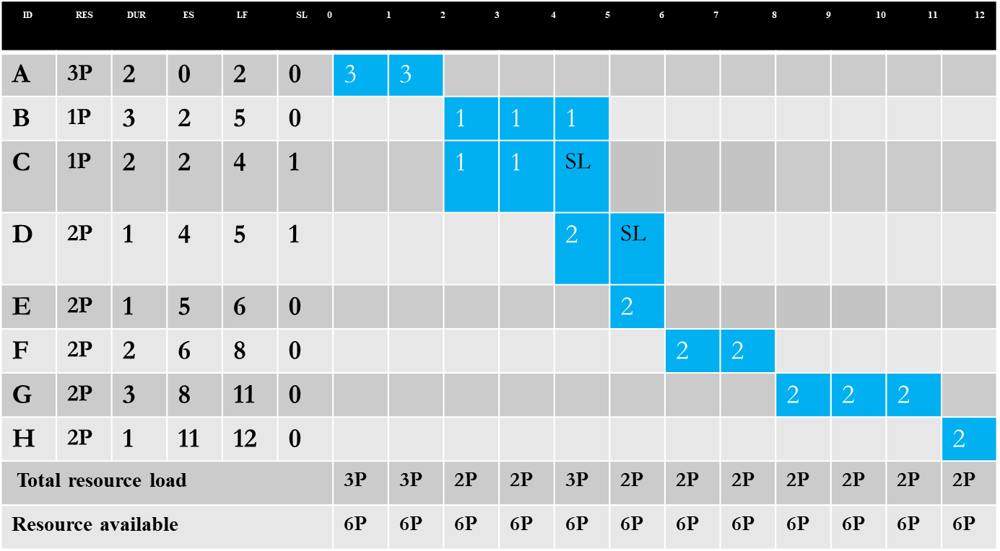 ID RES DUR ES LF SL 0 1 2 3 4 5 6 7 8 9 10 11 12
A 3P 2 0 2 0 3 3
B 1P 3 2 5 0 1 1 1
C 1P 2 2 4 1 1 1 SL
D 2P 1 4 5 1 2 SL
E 2P 1 5 6 0 2
F 2P 2 6 8 0 2 2
G 2P 3 8 11 0 2 2 2
H 2P 1 11 12 0 2
Total resource load 3P 3P 2P 2P 3P 2P 2P 2P 2P 2P 2P 2P
Resource available 6P 6P 6P 6P 6P 6P 6P 6P 6P 6P 6P 6P